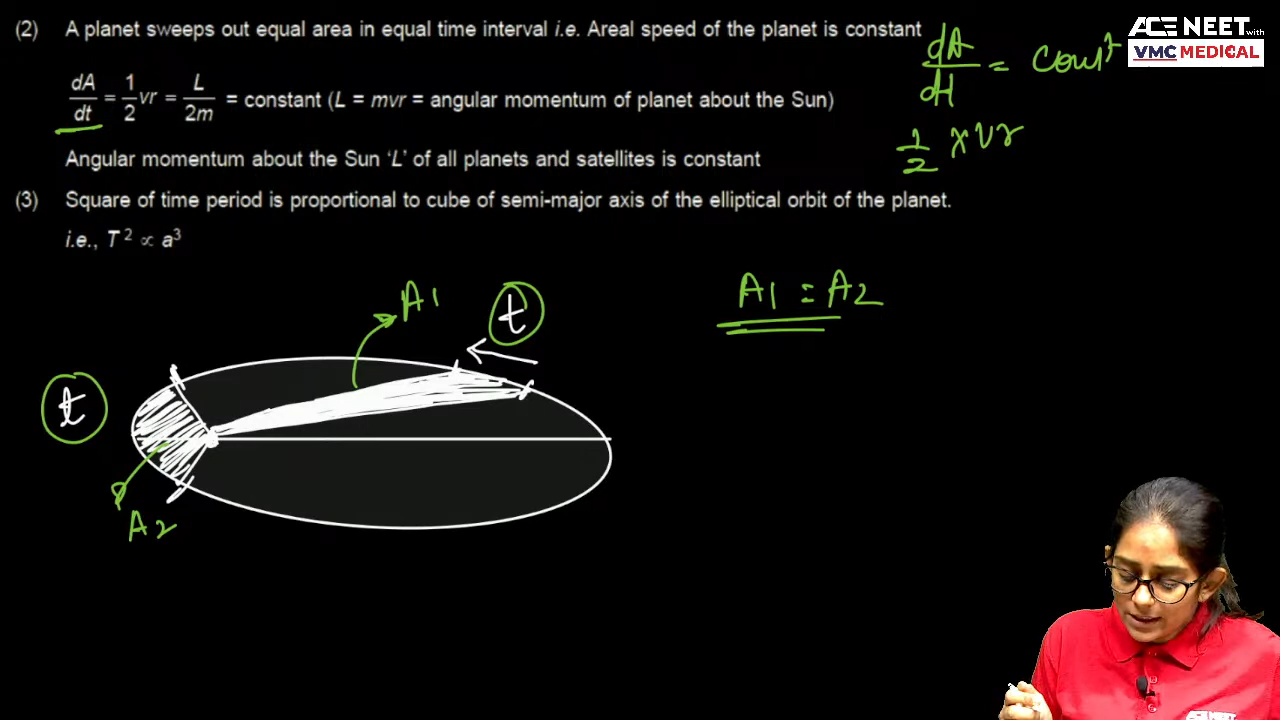 (2) A planet sweeps out equal area in equal time interval i.e. Areal speed of the planet is constant
dA/dt = 1/2 vr = L/2m = constant (L = mvr = angular momentum of planet about the Sun)
Angular momentum about the Sun ‘L’ of all planets and satellites is constant
(3) Square of time period is proportional to cube of semi-major axis of the elliptical orbit of the planet.
i.e., T² ∝ a³
ACE NEET with
VMC MEDICAL
dA/dt = const
1/2 x vr
A1 = A2
A1
t
t
A2